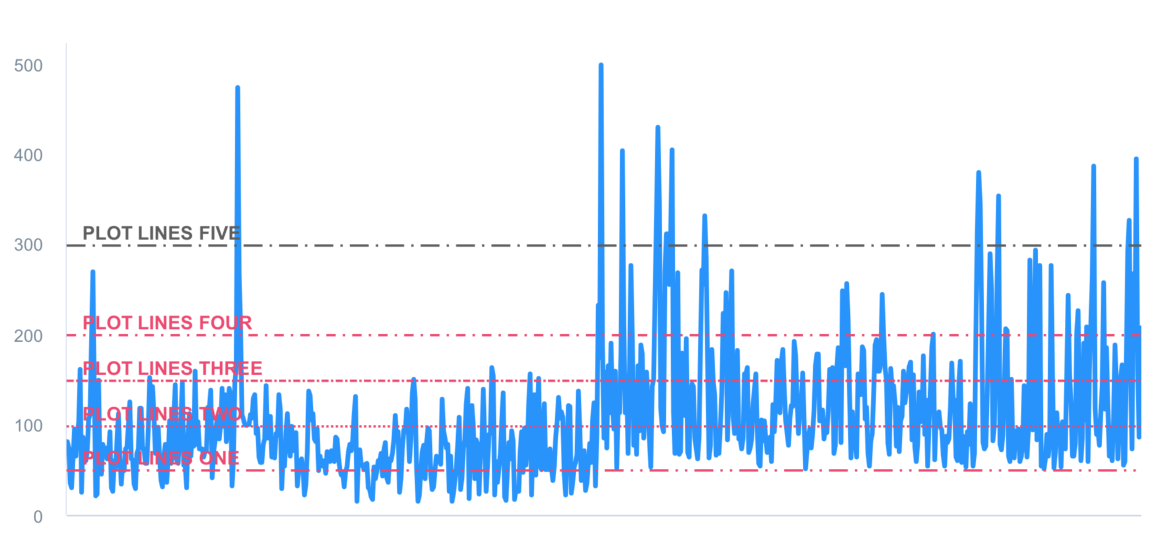 500
400
PLOT LINES FIVE
300
PLOT LINES FOUR
200
PLOT LINES THREE
PLOT LINES TWO
100
PLOT LINES ONE
0